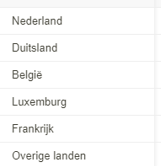 Nederland
Duitsland
België
Luxemburg
Frankrijk
Overige landen